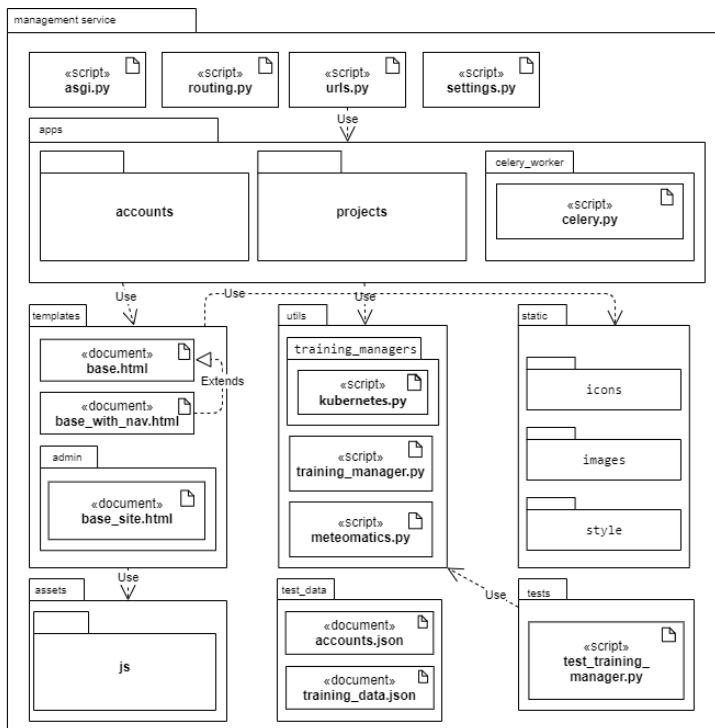 management service
«script»
asgi.py
«script»
routing.py
«script»
urls.py
«script»
settings.py
Use
apps
accounts
projects
celery_worker
«script»
celery.py
Use
Use
Use
templates
«document»
base.html
Extends
«document»
base_with_nav.html
admin
«document»
base_site.html
utils
training_managers
«script»
kubernetes.py
«script»
training_manager.py
«script»
meteomatics.py
static
icons
images
style
Use
Use
assets
js
test_data
«document»
accounts.json
«document»
training_data.json
tests
«script»
test_training_
manager.py